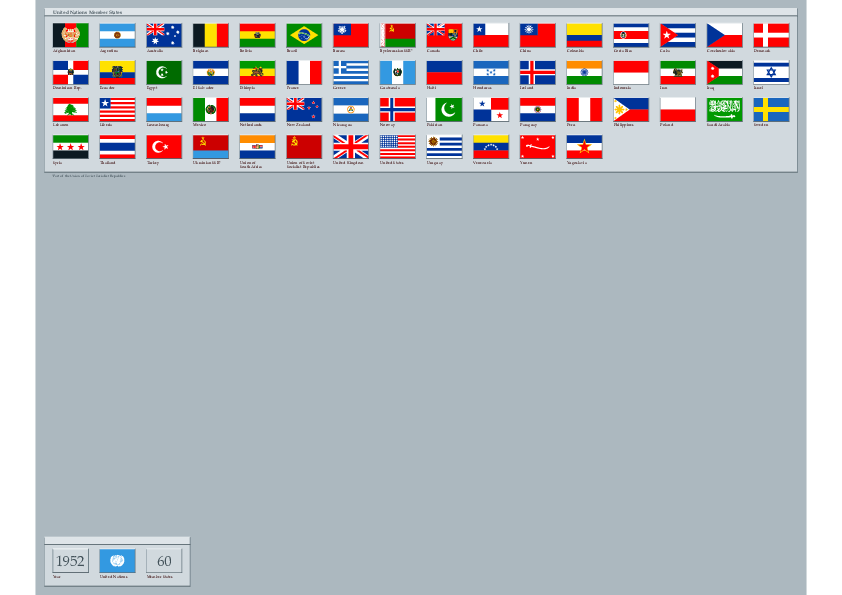 United Nations Member States
Afghanistan Argentina Australia Belgium Bolivia Brazil Burma Byelorussian SSR* Canada Chile China Colombia Costa Rica Cuba Czechoslovakia Denmark
Dominican Rep. Ecuador Egypt El Salvador Ethiopia France Greece Guatemala Haiti Honduras Iceland India Indonesia Iran Iraq Israel
Lebanon Liberia Luxembourg Mexico Netherlands New Zealand Nicaragua Norway Pakistan Panama Paraguay Peru Philippines Poland Saudi Arabia Sweden
Syria Thailand Turkey Ukrainian SSR* Union of United Kingdom United States Uruguay Venezuela Yemen Yugoslavia
South Africa Socialist Republics
1952 60
Year United Nations Member States